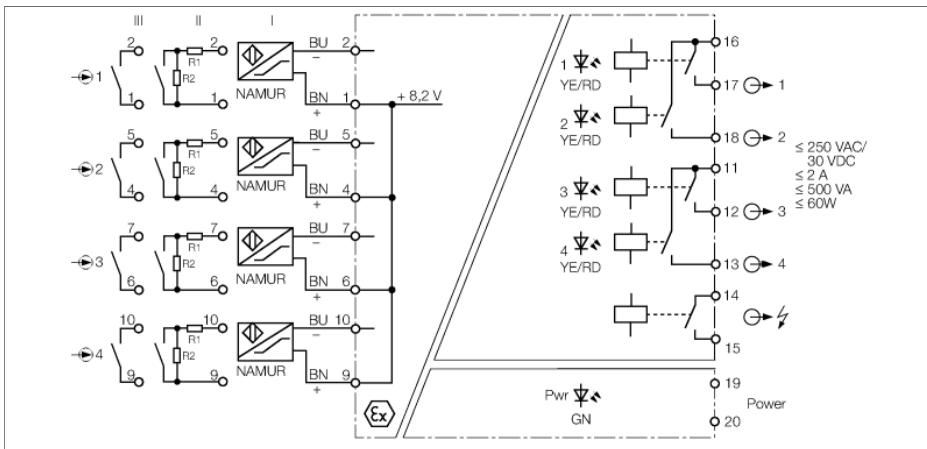 III II I
2 2 BU 2
R1 −
1 R2
1 1 NAMUR BN 1 + 8,2 V
+
5 5 BU 5
R1 −
2 R2
4 4 NAMUR BN 4
+
7 7 BU 7
R1 −
3 R2
6 6 NAMUR BN 6
+
10 10 BU 10
R1 −
4 R2
9 9 NAMUR BN 9
+
Ex
16
1
YE/RD
17 1
2
YE/RD
18 2
≤ 250 VAC/
30 VDC
≤ 2 A
≤ 500 VA
≤ 60W
11
3
YE/RD
12 3
4
YE/RD
13 4
14
15
19
Pwr
GN
Power
20